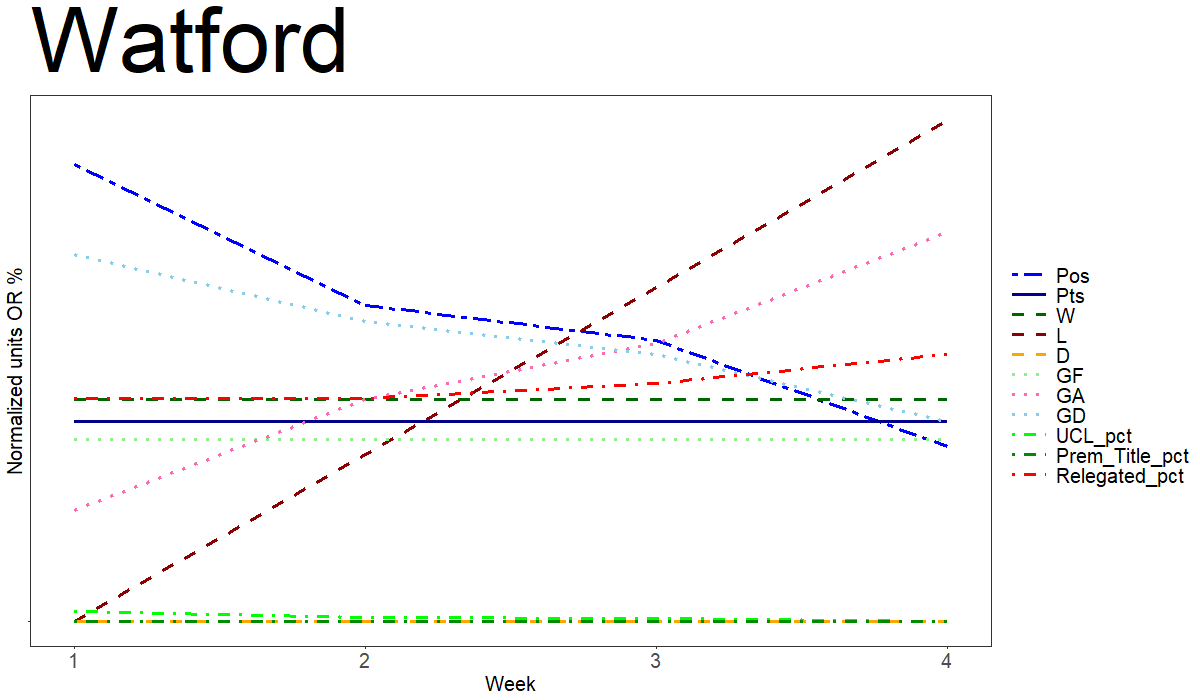 Watford
Normalized units OR %
1 2 3 4
Week
Pos
Pts
W
L
D
GF
GA
GD
UCL_pct
Prem_Title_pct
Relegated_pct